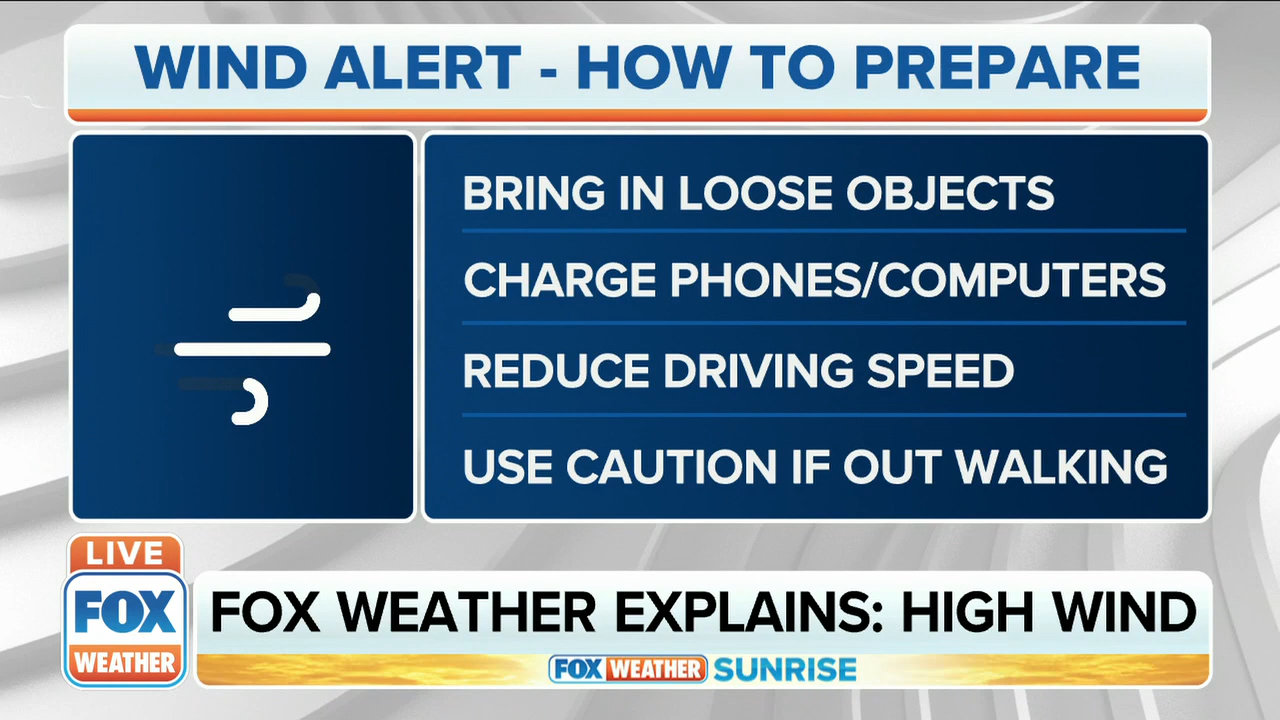 WIND ALERT - HOW TO PREPARE
BRING IN LOOSE OBJECTS
CHARGE PHONES/COMPUTERS
REDUCE DRIVING SPEED
USE CAUTION IF OUT WALKING
LIVE
FOX
WEATHER
FOX WEATHER EXPLAINS: HIGH WIND
FOX WEATHER SUNRISE